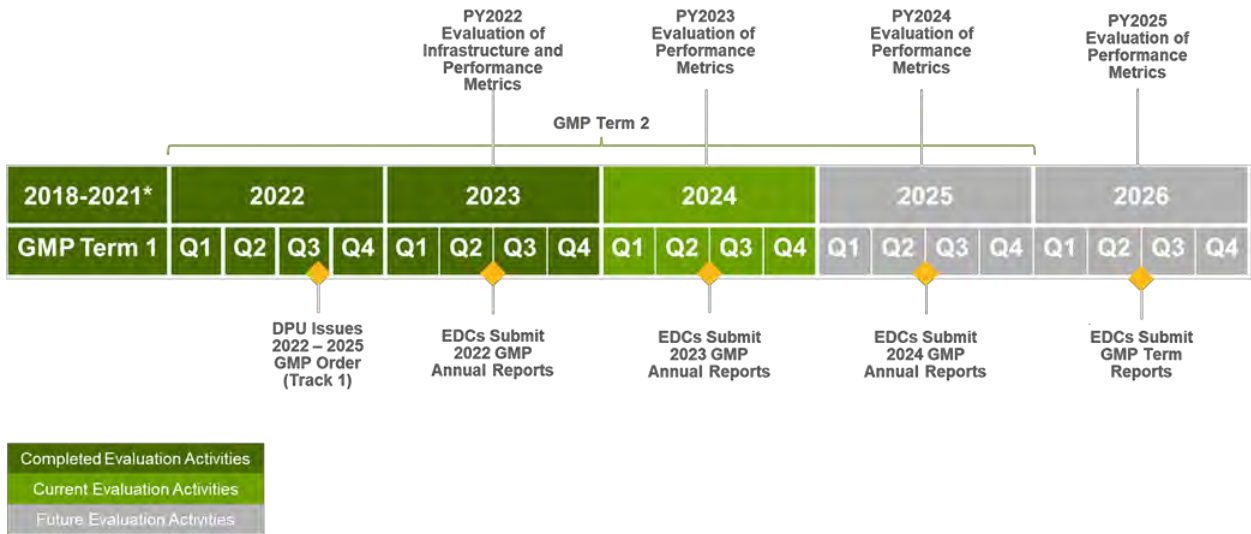 PY2022
Evaluation of
Infrastructure and
Performance
Metrics
PY2023
Evaluation of
Performance
Metrics
PY2024
Evaluation of
Performance
Metrics
PY2025
Evaluation of
Performance
Metrics
GMP Term 2
2018-2021* 2022 2023 2024 2025 2026
GMP Term 1 Q1 Q2 Q3 Q4 Q1 Q2 Q3 Q4 Q1 Q2 Q3 Q4 Q1 Q2 Q3 Q4 Q1 Q2 Q3 Q4
DPU Issues
2022 – 2025
GMP Order
(Track 1)
EDCs Submit
2022 GMP
Annual Reports
EDCs Submit
2023 GMP
Annual Reports
EDCs Submit
2024 GMP
Annual Reports
EDCs Submit
GMP Term
Reports
Completed Evaluation Activities
Current Evaluation Activities
Future Evaluation Activities